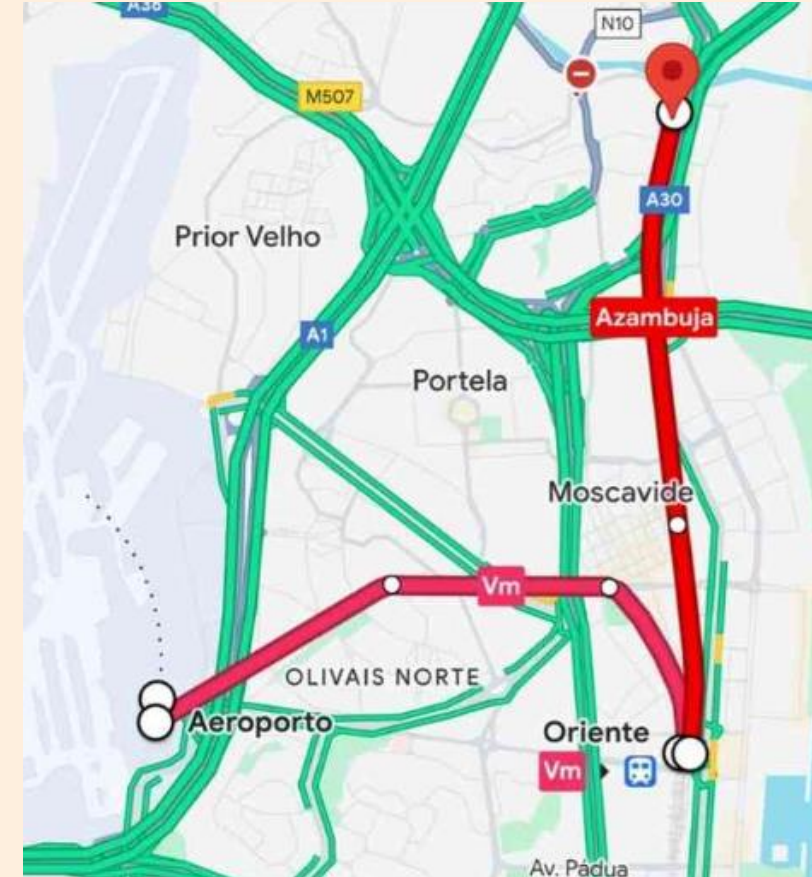 A36
N10
M507
A30
Prior Velho
Azambuja
A1
Portela
Moscavide
Vm
OLIVAIS NORTE
Aeroporto
Oriente
Vm
Av. Pádua